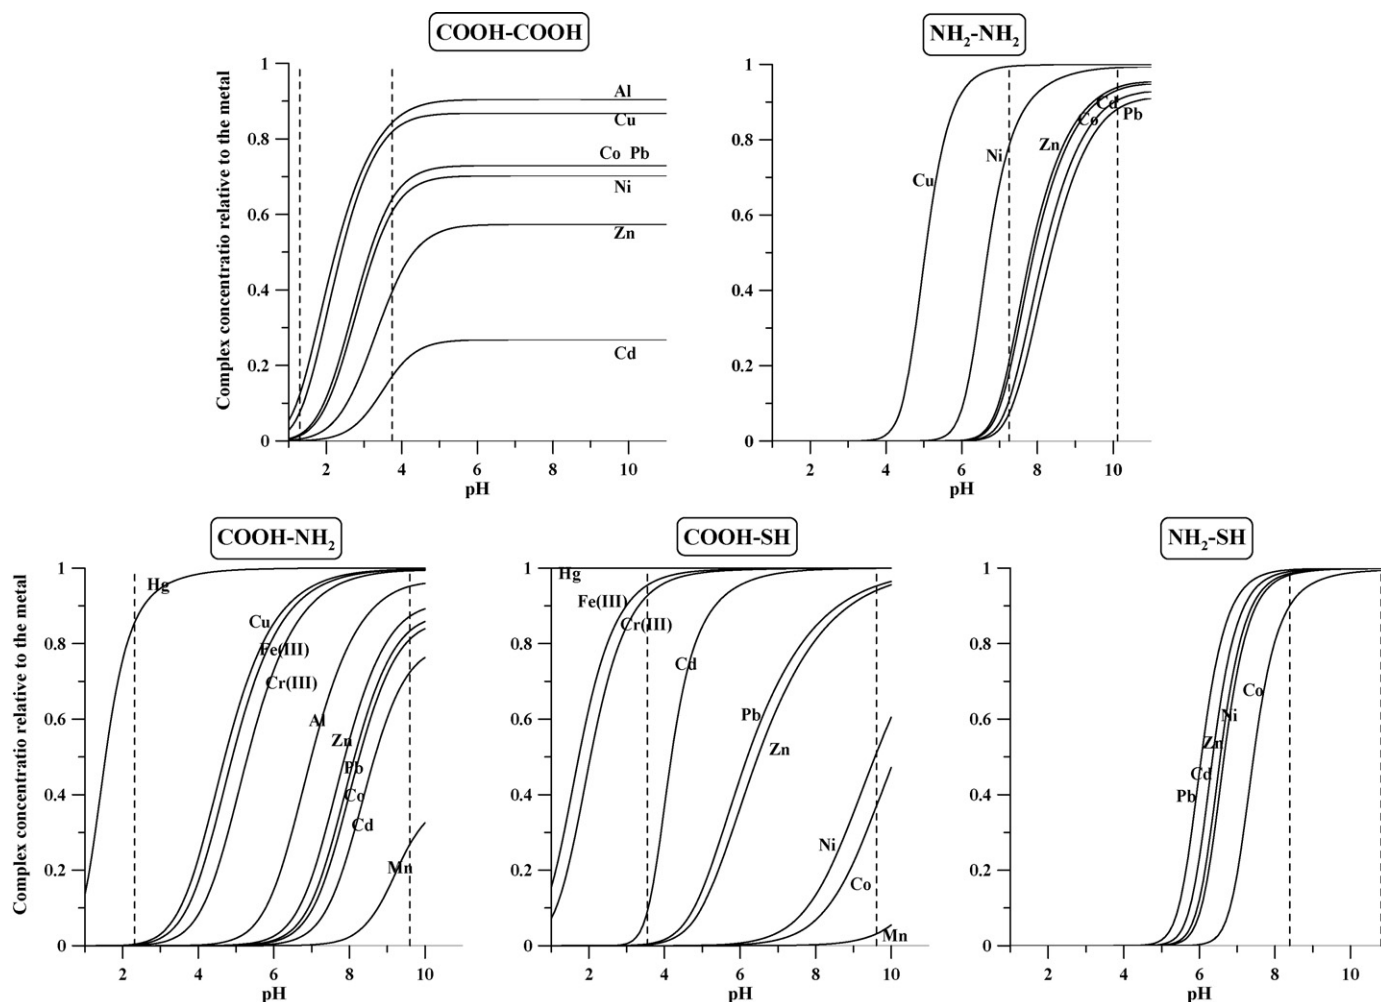 COOH-COOH
NH2-NH2
Complex concentratio relative to the metal
1
0.8
0.6
0.4
0.2
0
Al
Cu
Co Pb
Ni
Zn
Cd
2 4 6 8 10
pH
1
0.8
0.6
0.4
0.2
0
Cu
Ni
Zn
Co
Cd
Pb
2 4 6 8 10
pH
COOH-NH2
COOH-SH
NH2-SH
Complex concentratio relative to the metal
1
0.8
0.6
0.4
0.2
0
Hg
Cu
Fe(III)
Cr(III)
Al
Zn
Pb
Co
Cd
Mn
2 4 6 8 10
pH
1
0.8
0.6
0.4
0.2
0
Hg
Fe(III)
Cr(III)
Cd
Pb
Zn
Ni
Co
Mn
2 4 6 8 10
pH
1
0.8
0.6
0.4
0.2
0
Co
Ni
Zn
Cd
Pb
2 4 6 8 10
pH